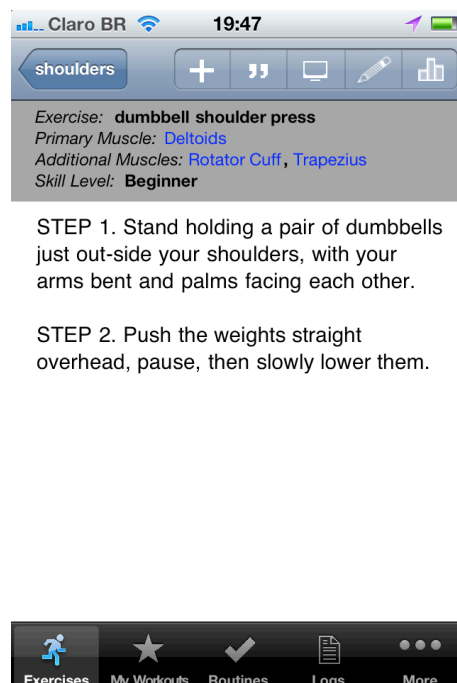 Claro BR 19:47
shoulders
Exercise: dumbbell shoulder press
Primary Muscle: Deltoids
Additional Muscles: Rotator Cuff, Trapezius
Skill Level: Beginner
STEP 1. Stand holding a pair of dumbbells
just out-side your shoulders, with your
arms bent and palms facing each other.
STEP 2. Push the weights straight
overhead, pause, then slowly lower them.
Exercises My Workouts Routines Logs More